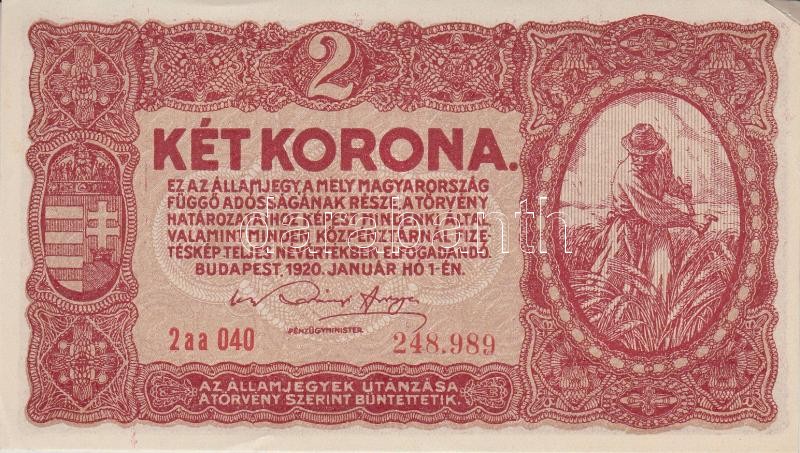 2
KÉT KORONA.
EZ AZ ÁLLAMJEGY, A MELY MAGYARORSZÁG
FÜGGŐ ADÓSSÁGÁNAK RÉSZE, A TÖRVÉNY
HATÁROZATAIHOZ KÉPEST MINDENKI ÁLTAL
VALAMINT MINDEN KÖZPÉNZTÁRNÁL FIZE-
TÉSKÉP TELJES NÉVÉRTÉKBEN ELFOGADANDÓ.
BUDAPEST, 1920. JANUÁR HÓ 1-ÉN.
PÉNZÜGYMINISTER
2aa 040 248.989
AZ ÁLLAMJEGYEK UTÁNZÁSA
A TÖRVÉNY SZERINT BÜNTETTETIK.
darabanth